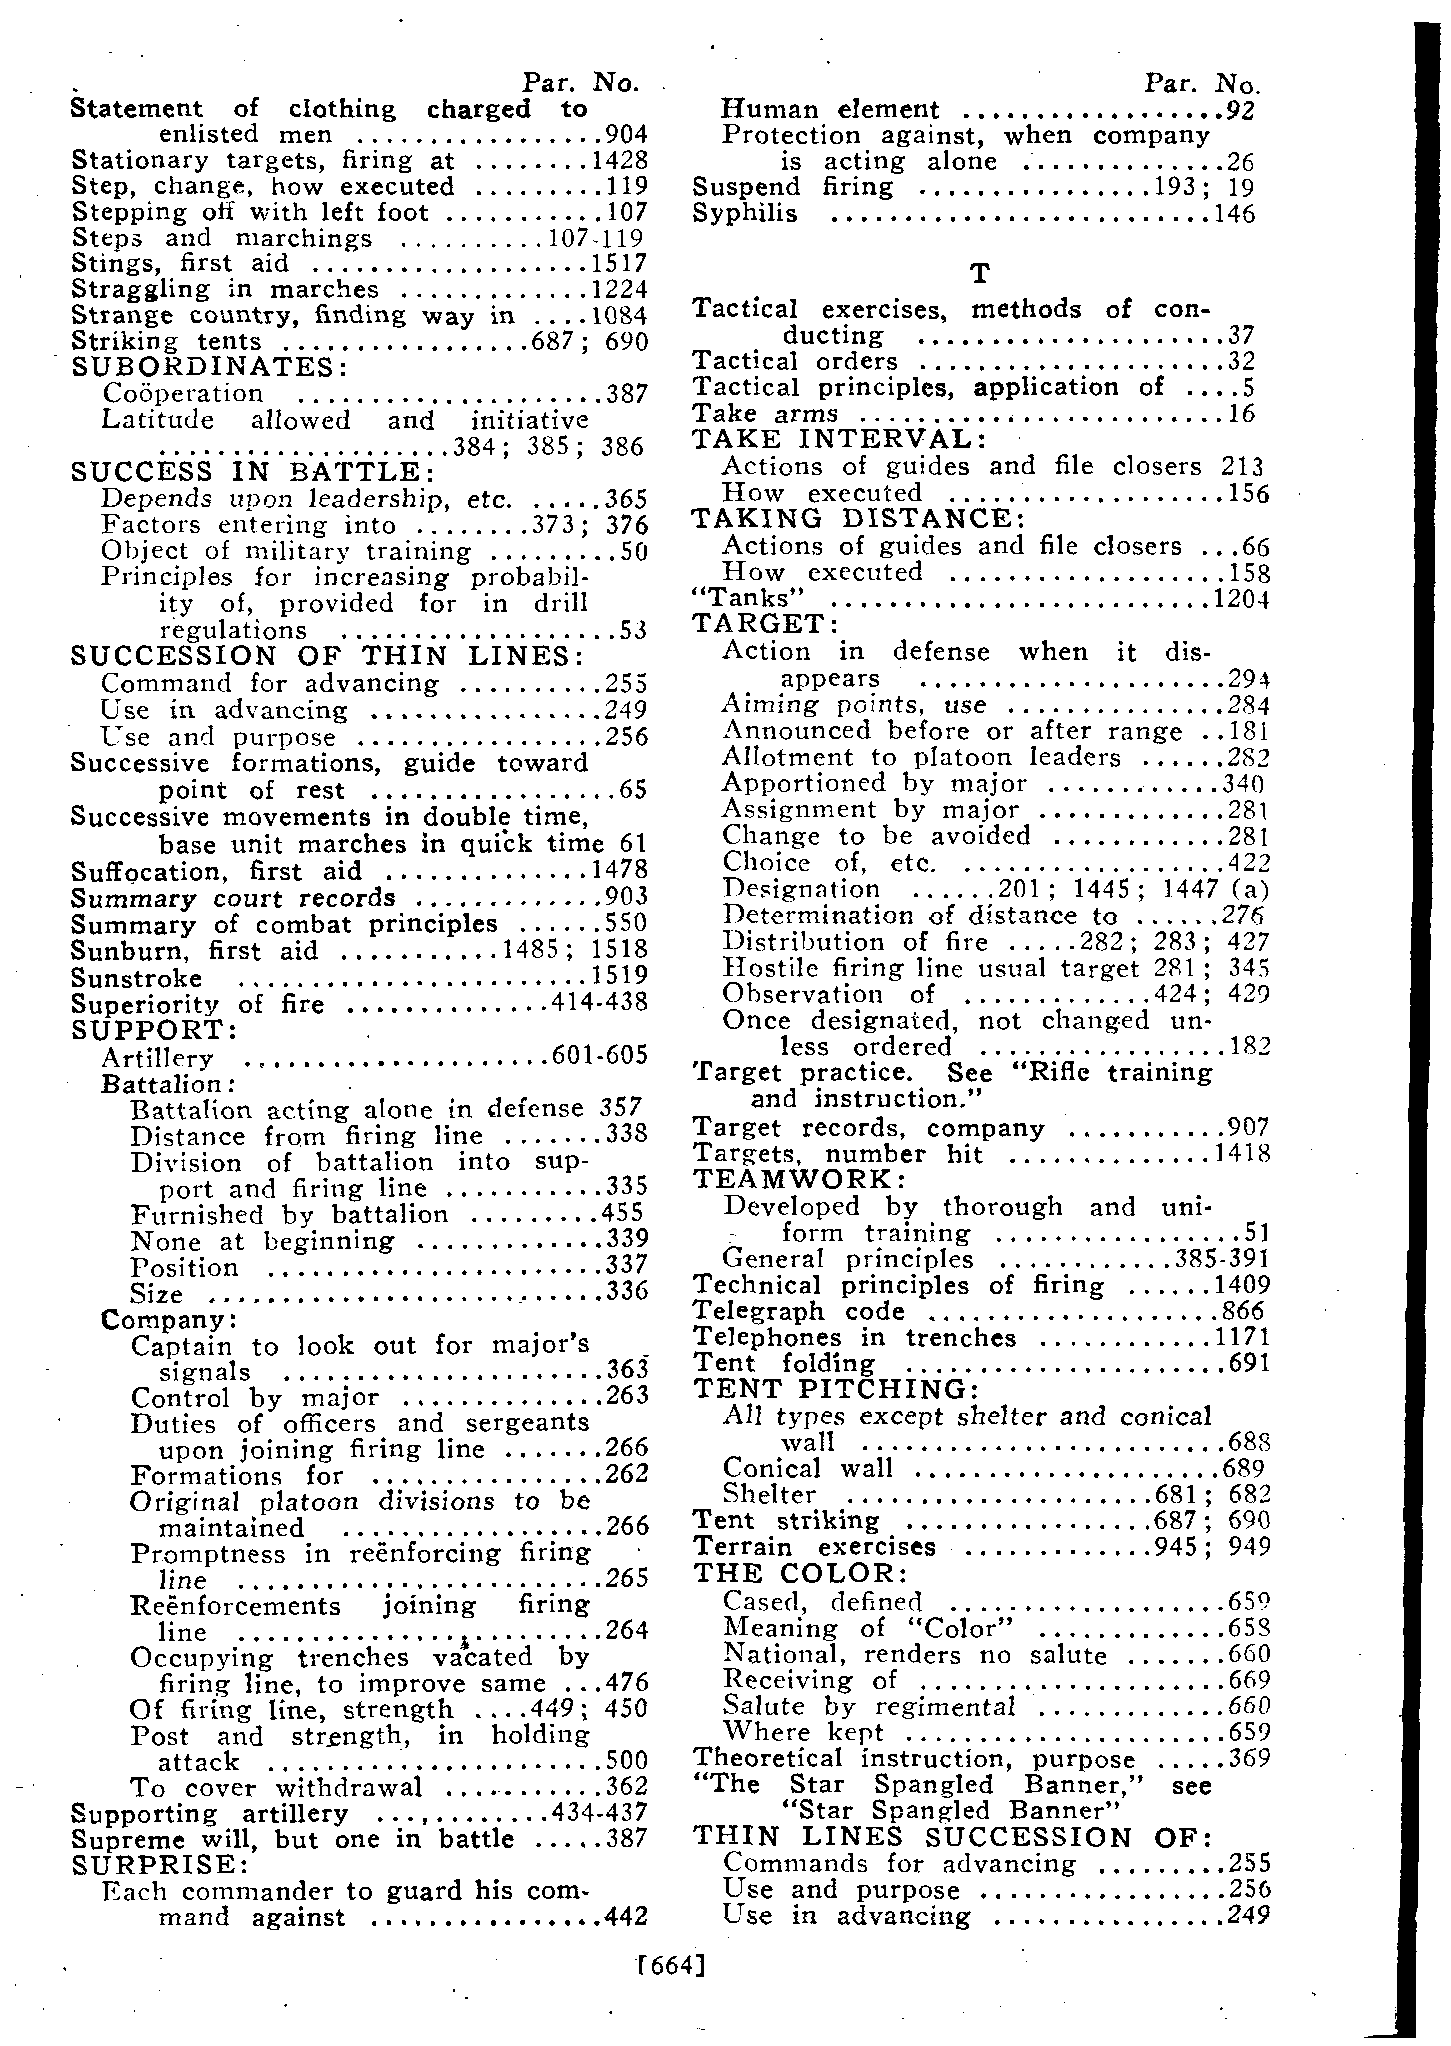 Par. No.
Statement of clothing charged to
enlisted men .................904
Stationary targets, firing at ........1428
Step, change, how executed .........119
Stepping off with left foot ...........107
Steps and marchings ..........107-119
Stings, first aid ...................1517
Straggling in marches .............1224
Strange country, finding way in ....1084
Striking tents .................687; 690
SUBORDINATES:
Coöperation .....................387
Latitude allowed and initiative
....................384; 385; 386
SUCCESS IN BATTLE:
Depends upon leadership, etc. .....365
Factors entering into ........373; 376
Object of military training .........50
Principles for increasing probabil-
ity of, provided for in drill
regulations ...................53
SUCCESSION OF THIN LINES:
Command for advancing ..........255
Use in advancing ................249
Use and purpose .................256
Successive formations, guide toward
point of rest .................65
Successive movements in double time,
base unit marches in quick time 61
Suffocation, first aid ..............1478
Summary court records .............903
Summary of combat principles ......550
Sunburn, first aid ...........1485; 1518
Sunstroke ........................1519
Superiority of fire ..............414-438
SUPPORT:
Artillery .....................601-605
Battalion:
Battalion acting alone in defense 357
Distance from firing line .......338
Division of battalion into sup-
port and firing line ...........335
Furnished by battalion .........455
None at beginning .............339
Position .......................337
Size ...........................336
Company:
Captain to look out for major's
signals ......................363
Control by major ..............263
Duties of officers and sergeants
upon joining firing line .......266
Formations for ................262
Original platoon divisions to be
maintained ..................266
Promptness in reënforcing firing
line .........................265
Reënforcements joining firing
line .........................264
Occupying trenches vacated by
firing line, to improve same ...476
Of firing line, strength ....449; 450
Post and strength, in holding
attack .......................500
To cover withdrawal ...........362
Supporting artillery ............434-437
Supreme will, but one in battle .....387
SURPRISE:
Each commander to guard his com-
mand against ................442
Par. No.
Human element ..................92
Protection against, when company
is acting alone ..............26
Suspend firing ................193; 19
Syphilis ..........................146
T
Tactical exercises, methods of con-
ducting .....................37
Tactical orders .....................32
Tactical principles, application of ....5
Take arms .........................16
TAKE INTERVAL:
Actions of guides and file closers 213
How executed ...................156
TAKING DISTANCE:
Actions of guides and file closers ...66
How executed ...................158
"Tanks" ..........................1204
TARGET:
Action in defense when it dis-
appears .....................294
Aiming points, use ...............284
Announced before or after range ..181
Allotment to platoon leaders ......282
Apportioned by major ............340
Assignment by major .............281
Change to be avoided ............281
Choice of, etc. ..................422
Designation ......201; 1445; 1447 (a)
Determination of distance to ......276
Distribution of fire .....282; 283; 427
Hostile firing line usual target 281; 345
Observation of .............424; 429
Once designated, not changed un-
less ordered .................182
Target practice. See "Rifle training
and instruction."
Target records, company ...........907
Targets, number hit ..............1418
TEAMWORK:
Developed by thorough and uni-
form training .................51
General principles ............385-391
Technical principles of firing ......1409
Telegraph code ....................866
Telephones in trenches ............1171
Tent folding ......................691
TENT PITCHING:
All types except shelter and conical
wall .........................688
Conical wall .....................689
Shelter .....................681; 682
Tent striking .................687; 690
Terrain exercises .............945; 949
THE COLOR:
Cased, defined ...................659
Meaning of "Color" .............658
National, renders no salute .......660
Receiving of .....................669
Salute by regimental .............660
Where kept ......................659
Theoretical instruction, purpose .....369
"The Star Spangled Banner," see
"Star Spangled Banner"
THIN LINES SUCCESSION OF:
Commands for advancing .........255
Use and purpose .................256
Use in advancing ................249
[664]